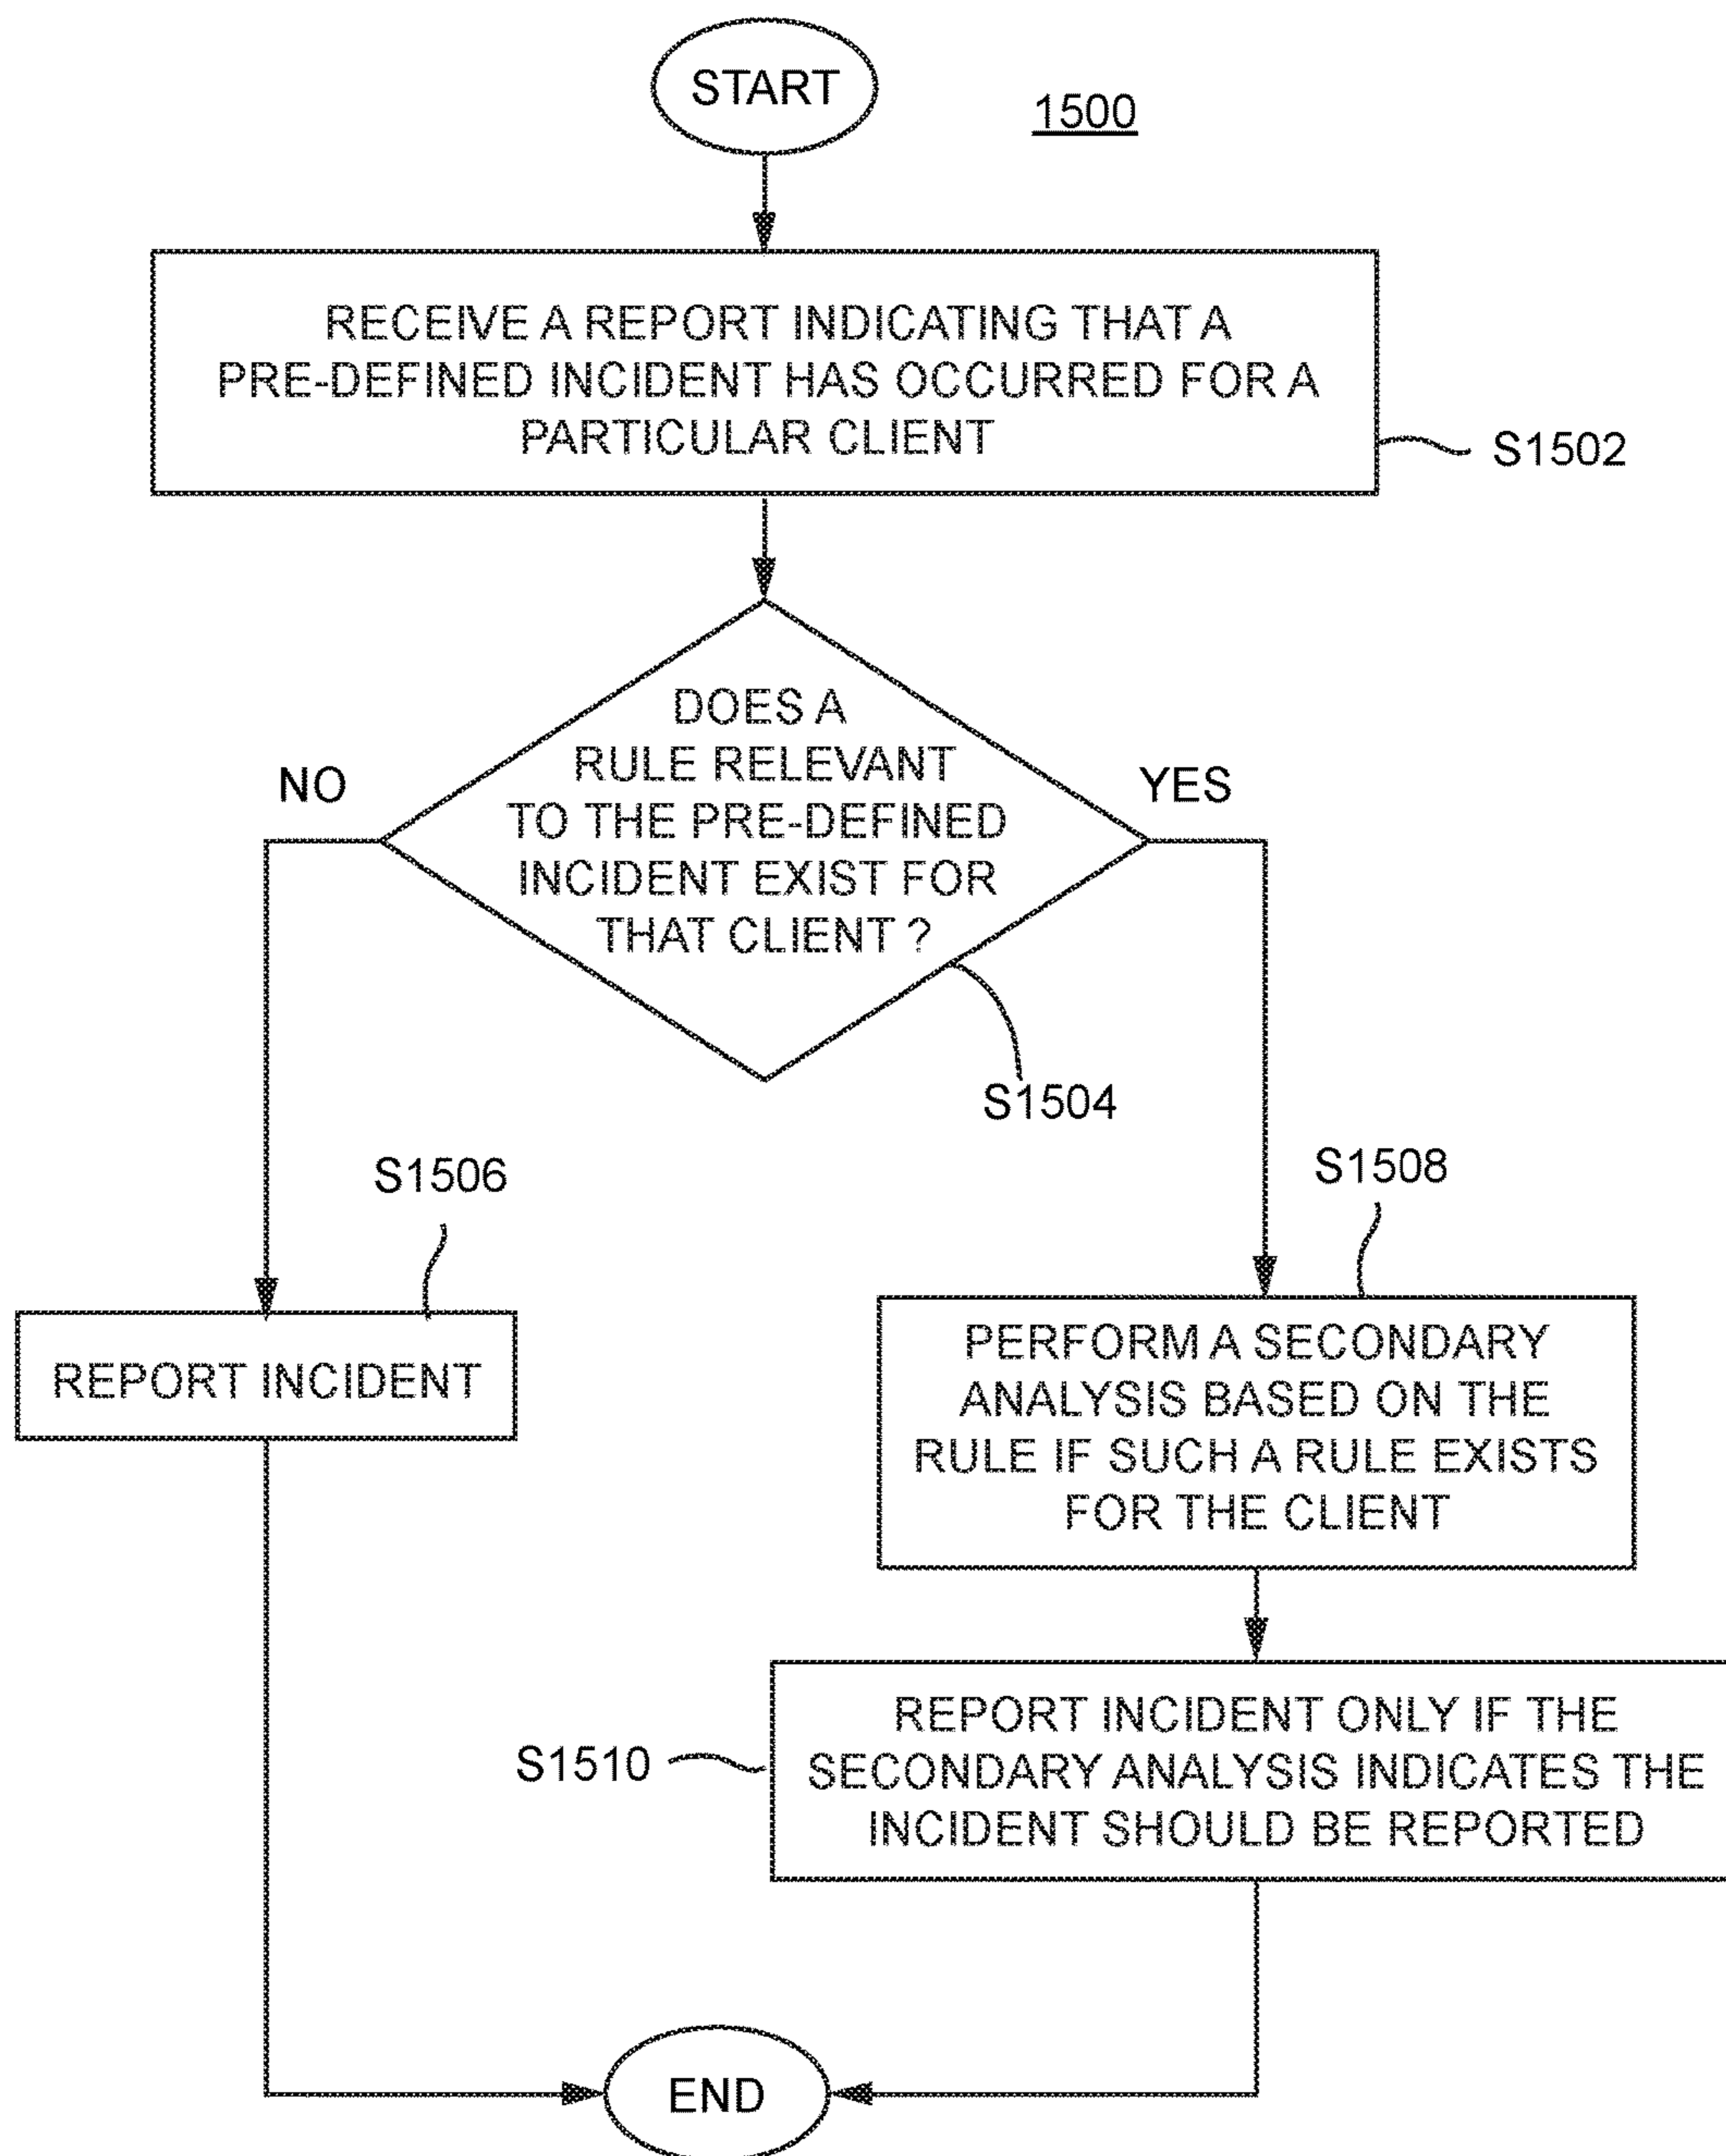 START
1500
RECEIVE A REPORT INDICATING THAT A
PRE-DEFINED INCIDENT HAS OCCURRED FOR A
PARTICULAR CLIENT
S1502
DOES A
RULE RELEVANT
TO THE PRE-DEFINED
INCIDENT EXIST FOR
THAT CLIENT ?
NO
YES
S1504
S1506
REPORT INCIDENT
S1508
PERFORM A SECONDARY
ANALYSIS BASED ON THE
RULE IF SUCH A RULE EXISTS
FOR THE CLIENT
S1510
REPORT INCIDENT ONLY IF THE
SECONDARY ANALYSIS INDICATES THE
INCIDENT SHOULD BE REPORTED
END